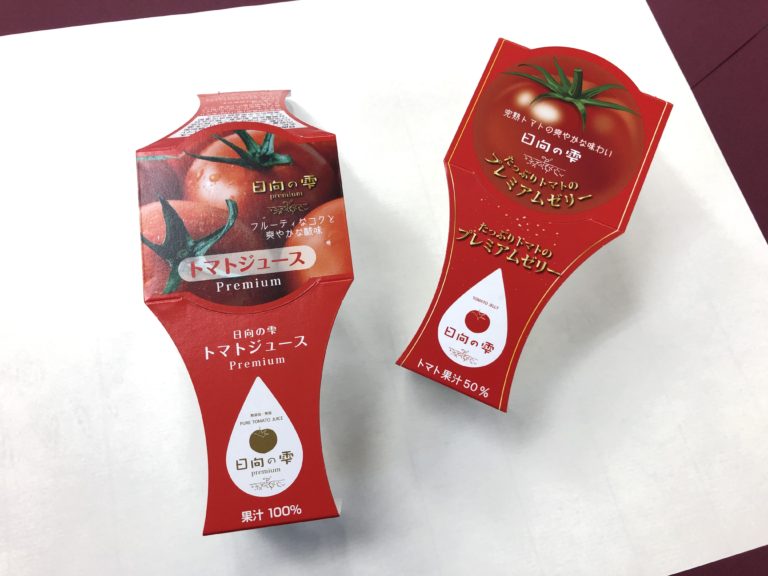 日向の雫
premium
フルーティなコクと
爽やかな酸味
トマトジュース
Premium
日向の雫
トマトジュース
Premium
PURE TOMATO JUICE
日向の雫
premium
果汁 100%
完熟トマトの爽やかな味わい
日向の雫
たっぷりトマトの
プレミアムゼリー
たっぷりトマトの
プレミアムゼリー
TOMATO JELLY
日向の雫
トマト果汁50%